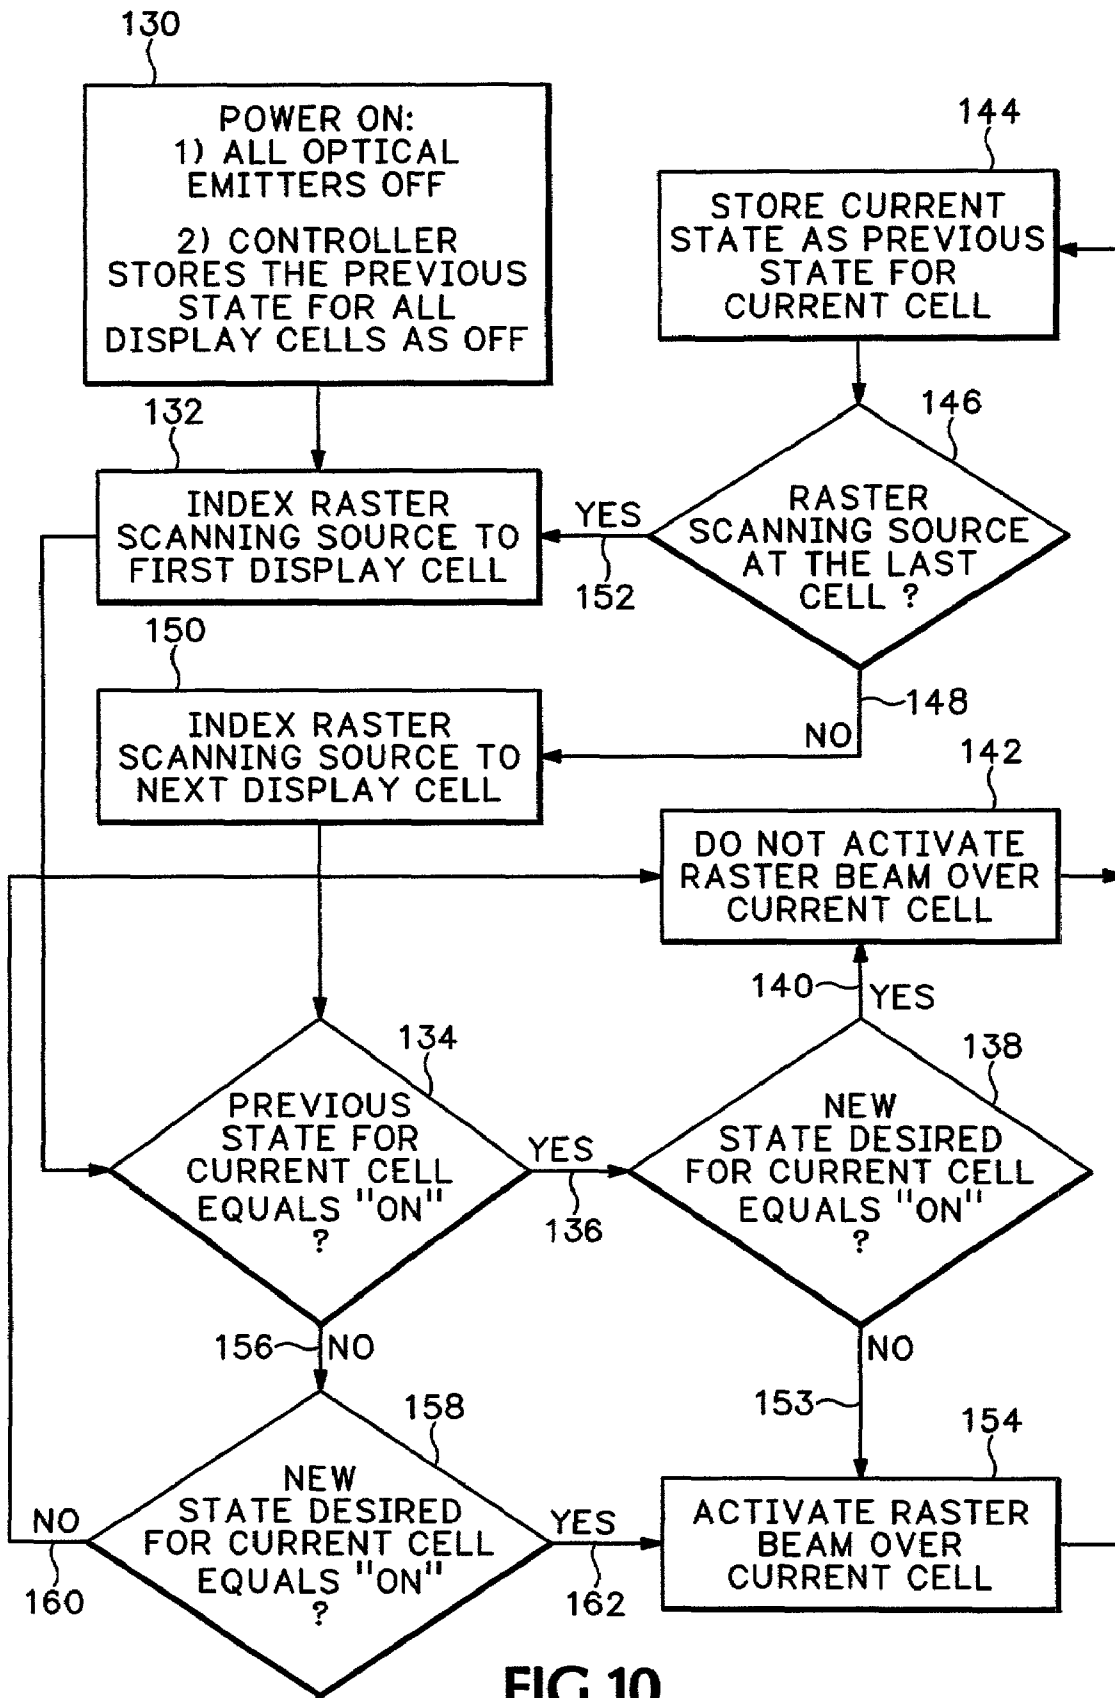 130
POWER ON:
1) ALL OPTICAL
EMITTERS OFF
2) CONTROLLER
STORES THE PREVIOUS
STATE FOR ALL
DISPLAY CELLS AS OFF
144
STORE CURRENT
STATE AS PREVIOUS
STATE FOR
CURRENT CELL
132
INDEX RASTER
SCANNING SOURCE TO
FIRST DISPLAY CELL
YES
152
146
RASTER
SCANNING SOURCE
AT THE LAST
CELL ?
150
INDEX RASTER
SCANNING SOURCE TO
NEXT DISPLAY CELL
NO
148
142
DO NOT ACTIVATE
RASTER BEAM OVER
CURRENT CELL
140
YES
134
PREVIOUS
STATE FOR
CURRENT CELL
EQUALS "ON"
?
YES
136
138
NEW
STATE DESIRED
FOR CURRENT CELL
EQUALS "ON"
?
156
NO
NO
153
158
NEW
STATE DESIRED
FOR CURRENT CELL
EQUALS "ON"
?
NO
160
YES
162
154
ACTIVATE RASTER
BEAM OVER
CURRENT CELL
FIG.10